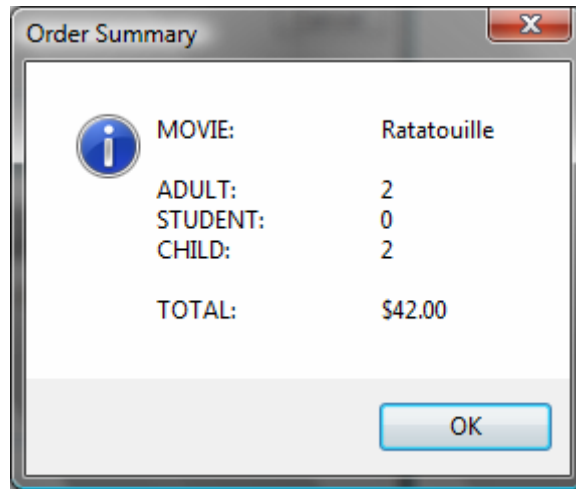 Order Summary
MOVIE: Ratatouille
ADULT: 2
STUDENT: 0
CHILD: 2
TOTAL: $42.00
OK